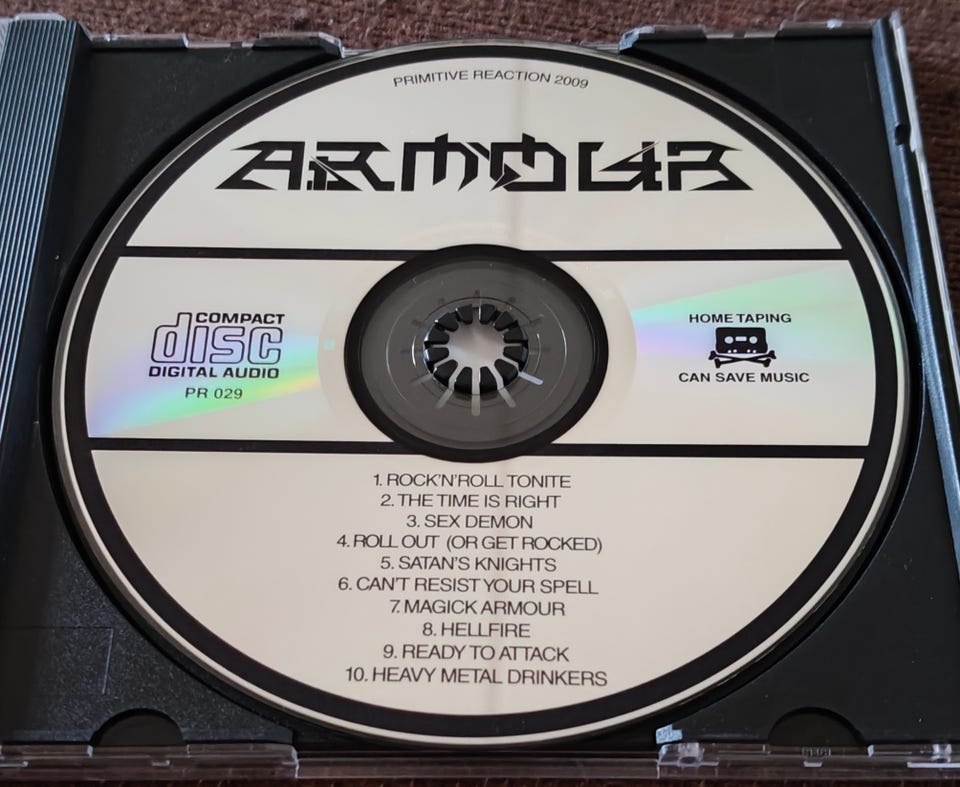 PRIMITIVE REACTION 2009
ARMOUR
COMPACT
disc
DIGITAL AUDIO
PR 029
HOME TAPING
CAN SAVE MUSIC
1. ROCK'N'ROLL TONITE
2. THE TIME IS RIGHT
3. SEX DEMON
4. ROLL OUT (OR GET ROCKED)
5. SATAN'S KNIGHTS
6. CAN'T RESIST YOUR SPELL
7. MAGICK ARMOUR
8. HELLFIRE
9. READY TO ATTACK
10. HEAVY METAL DRINKERS